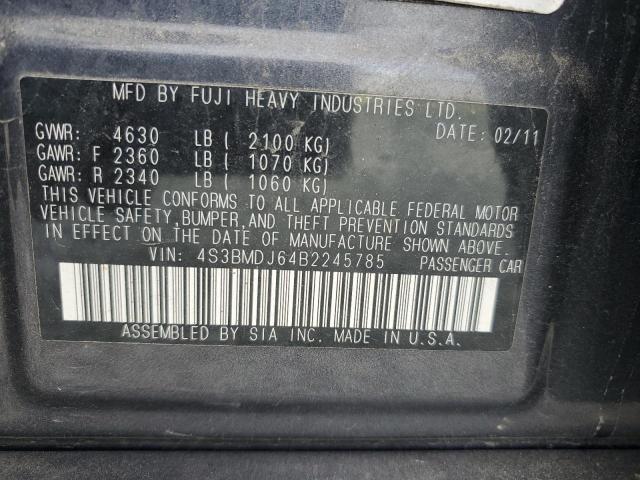 MFD BY FUJI HEAVY INDUSTRIES LTD.
DATE: 02/11
GVWR: 4630 LB ( 2100 KG)
GAWR: F 2360 LB ( 1070 KG)
GAWR: R 2340 LB ( 1060 KG)
THIS VEHICLE CONFORMS TO ALL APPLICABLE FEDERAL MOTOR
VEHICLE SAFETY, BUMPER, AND THEFT PREVENTION STANDARDS
IN EFFECT ON THE DATE OF MANUFACTURE SHOWN ABOVE.
VIN: 4S3BMDJ64B2245785 PASSENGER CAR
ASSEMBLED BY SIA INC. MADE IN U.S.A.